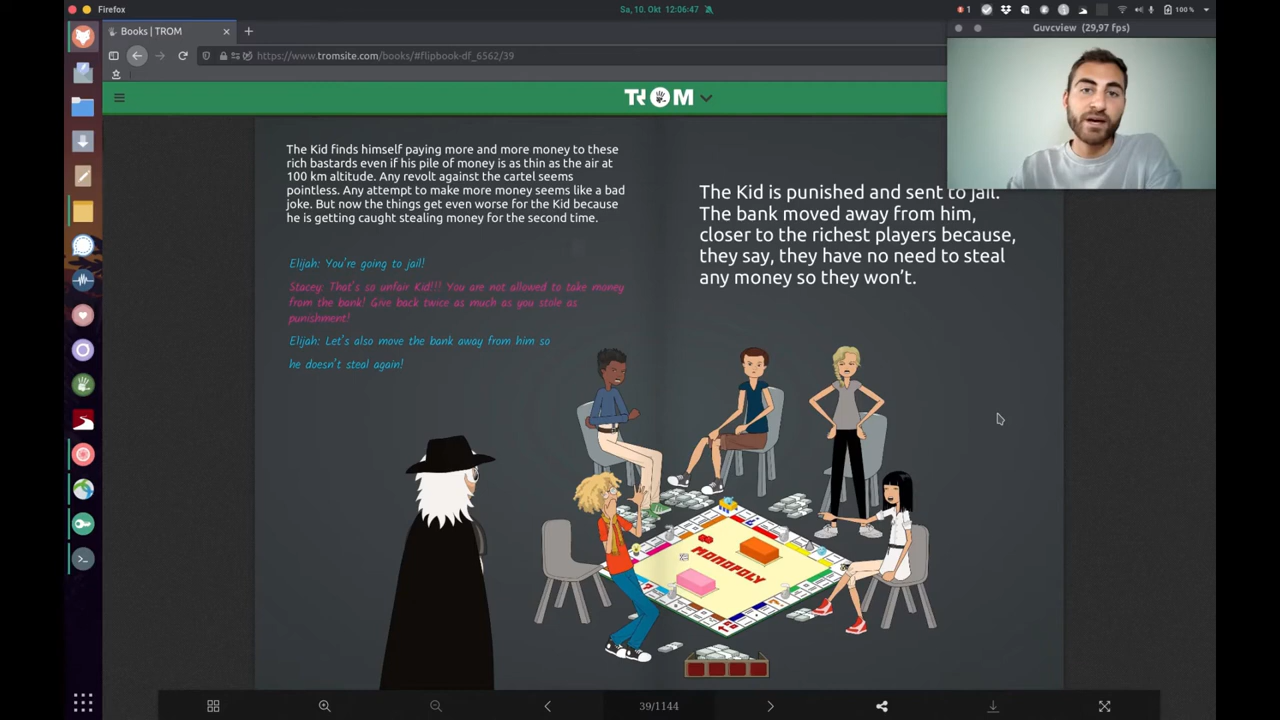 Firefox
Sa, 10. Okt 12:06:47
1
100 %
Books | TROM
Guvcview (29,97 fps)
https://www.tromsite.com/books/#flipbook-df_6562/39
TROM
The Kid finds himself paying more and more money to these
rich bastards even if his pile of money is as thin as the air at
100 km altitude. Any revolt against the cartel seems
pointless. Any attempt to make more money seems like a bad
joke. But now the things get even worse for the Kid because
he is getting caught stealing money for the second time.
Elijah: You're going to jail!
Stacey: That's so unfair Kid!!! You are not allowed to take money
from the bank! Give back twice as much as you stole as
punishment!
Elijah: Let's also move the bank away from him so
he doesn't steal again!
The Kid is punished and sent to jail.
The bank moved away from him,
closer to the richest players because,
they say, they have no need to steal
any money so they won't.
MONOPOLY
39/1144